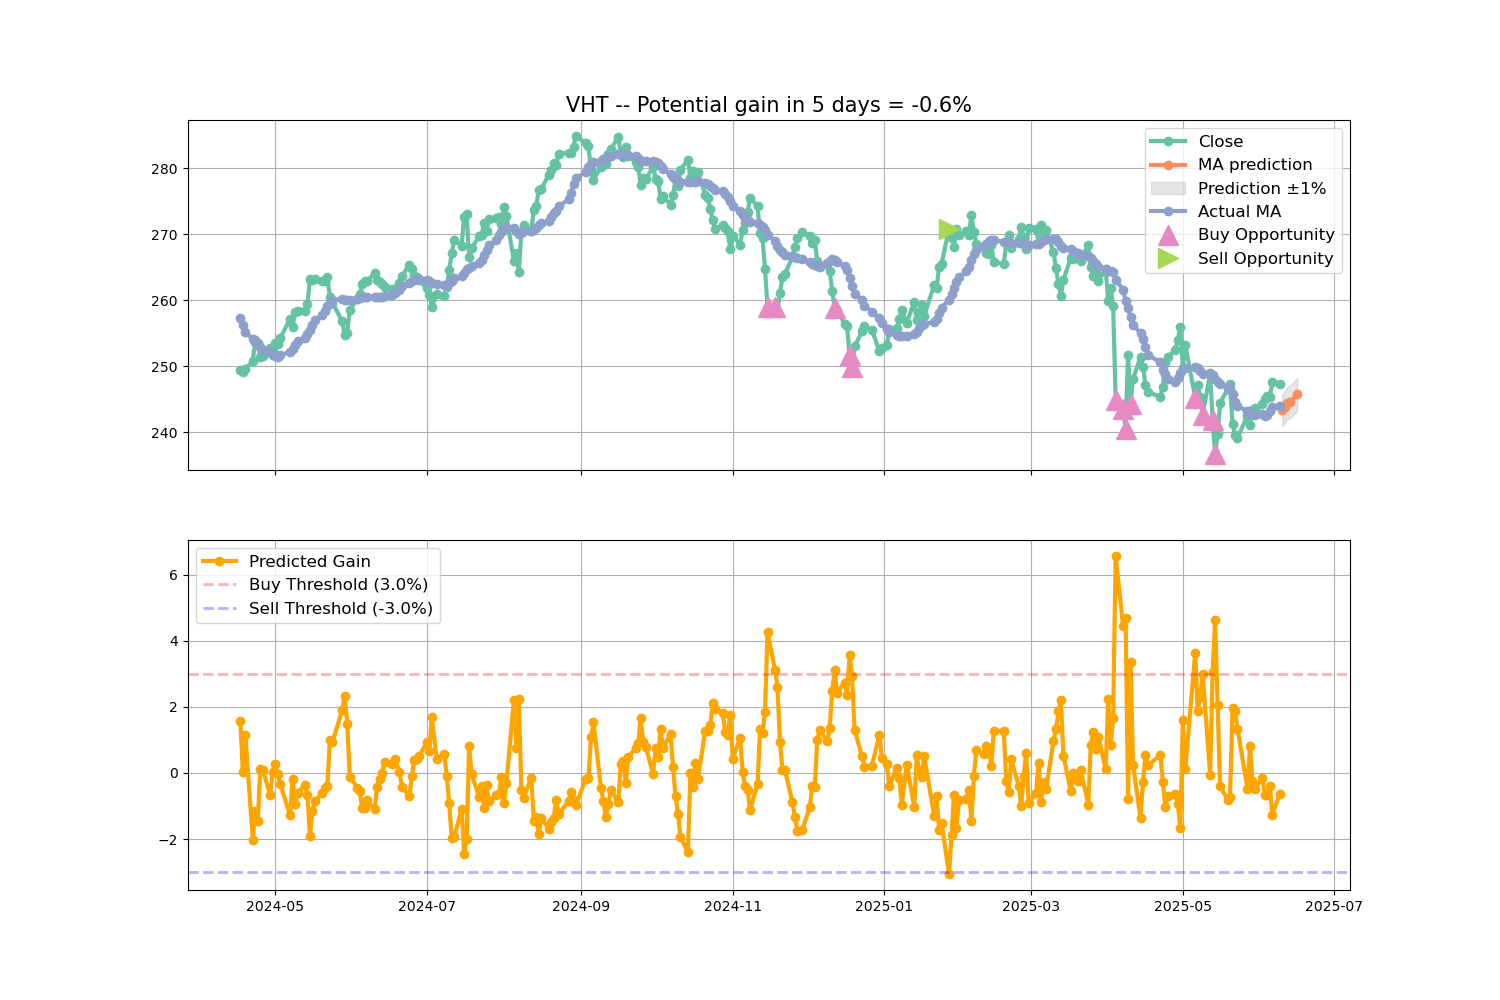 VHT -- Potential gain in 5 days = -0.6%
280
270
260
250
240
Close
MA prediction
Prediction ±1%
Actual MA
Buy Opportunity
Sell Opportunity
6
4
2
0
−2
Predicted Gain
Buy Threshold (3.0%)
Sell Threshold (-3.0%)
2024-05
2024-07
2024-09
2024-11
2025-01
2025-03
2025-05
2025-07